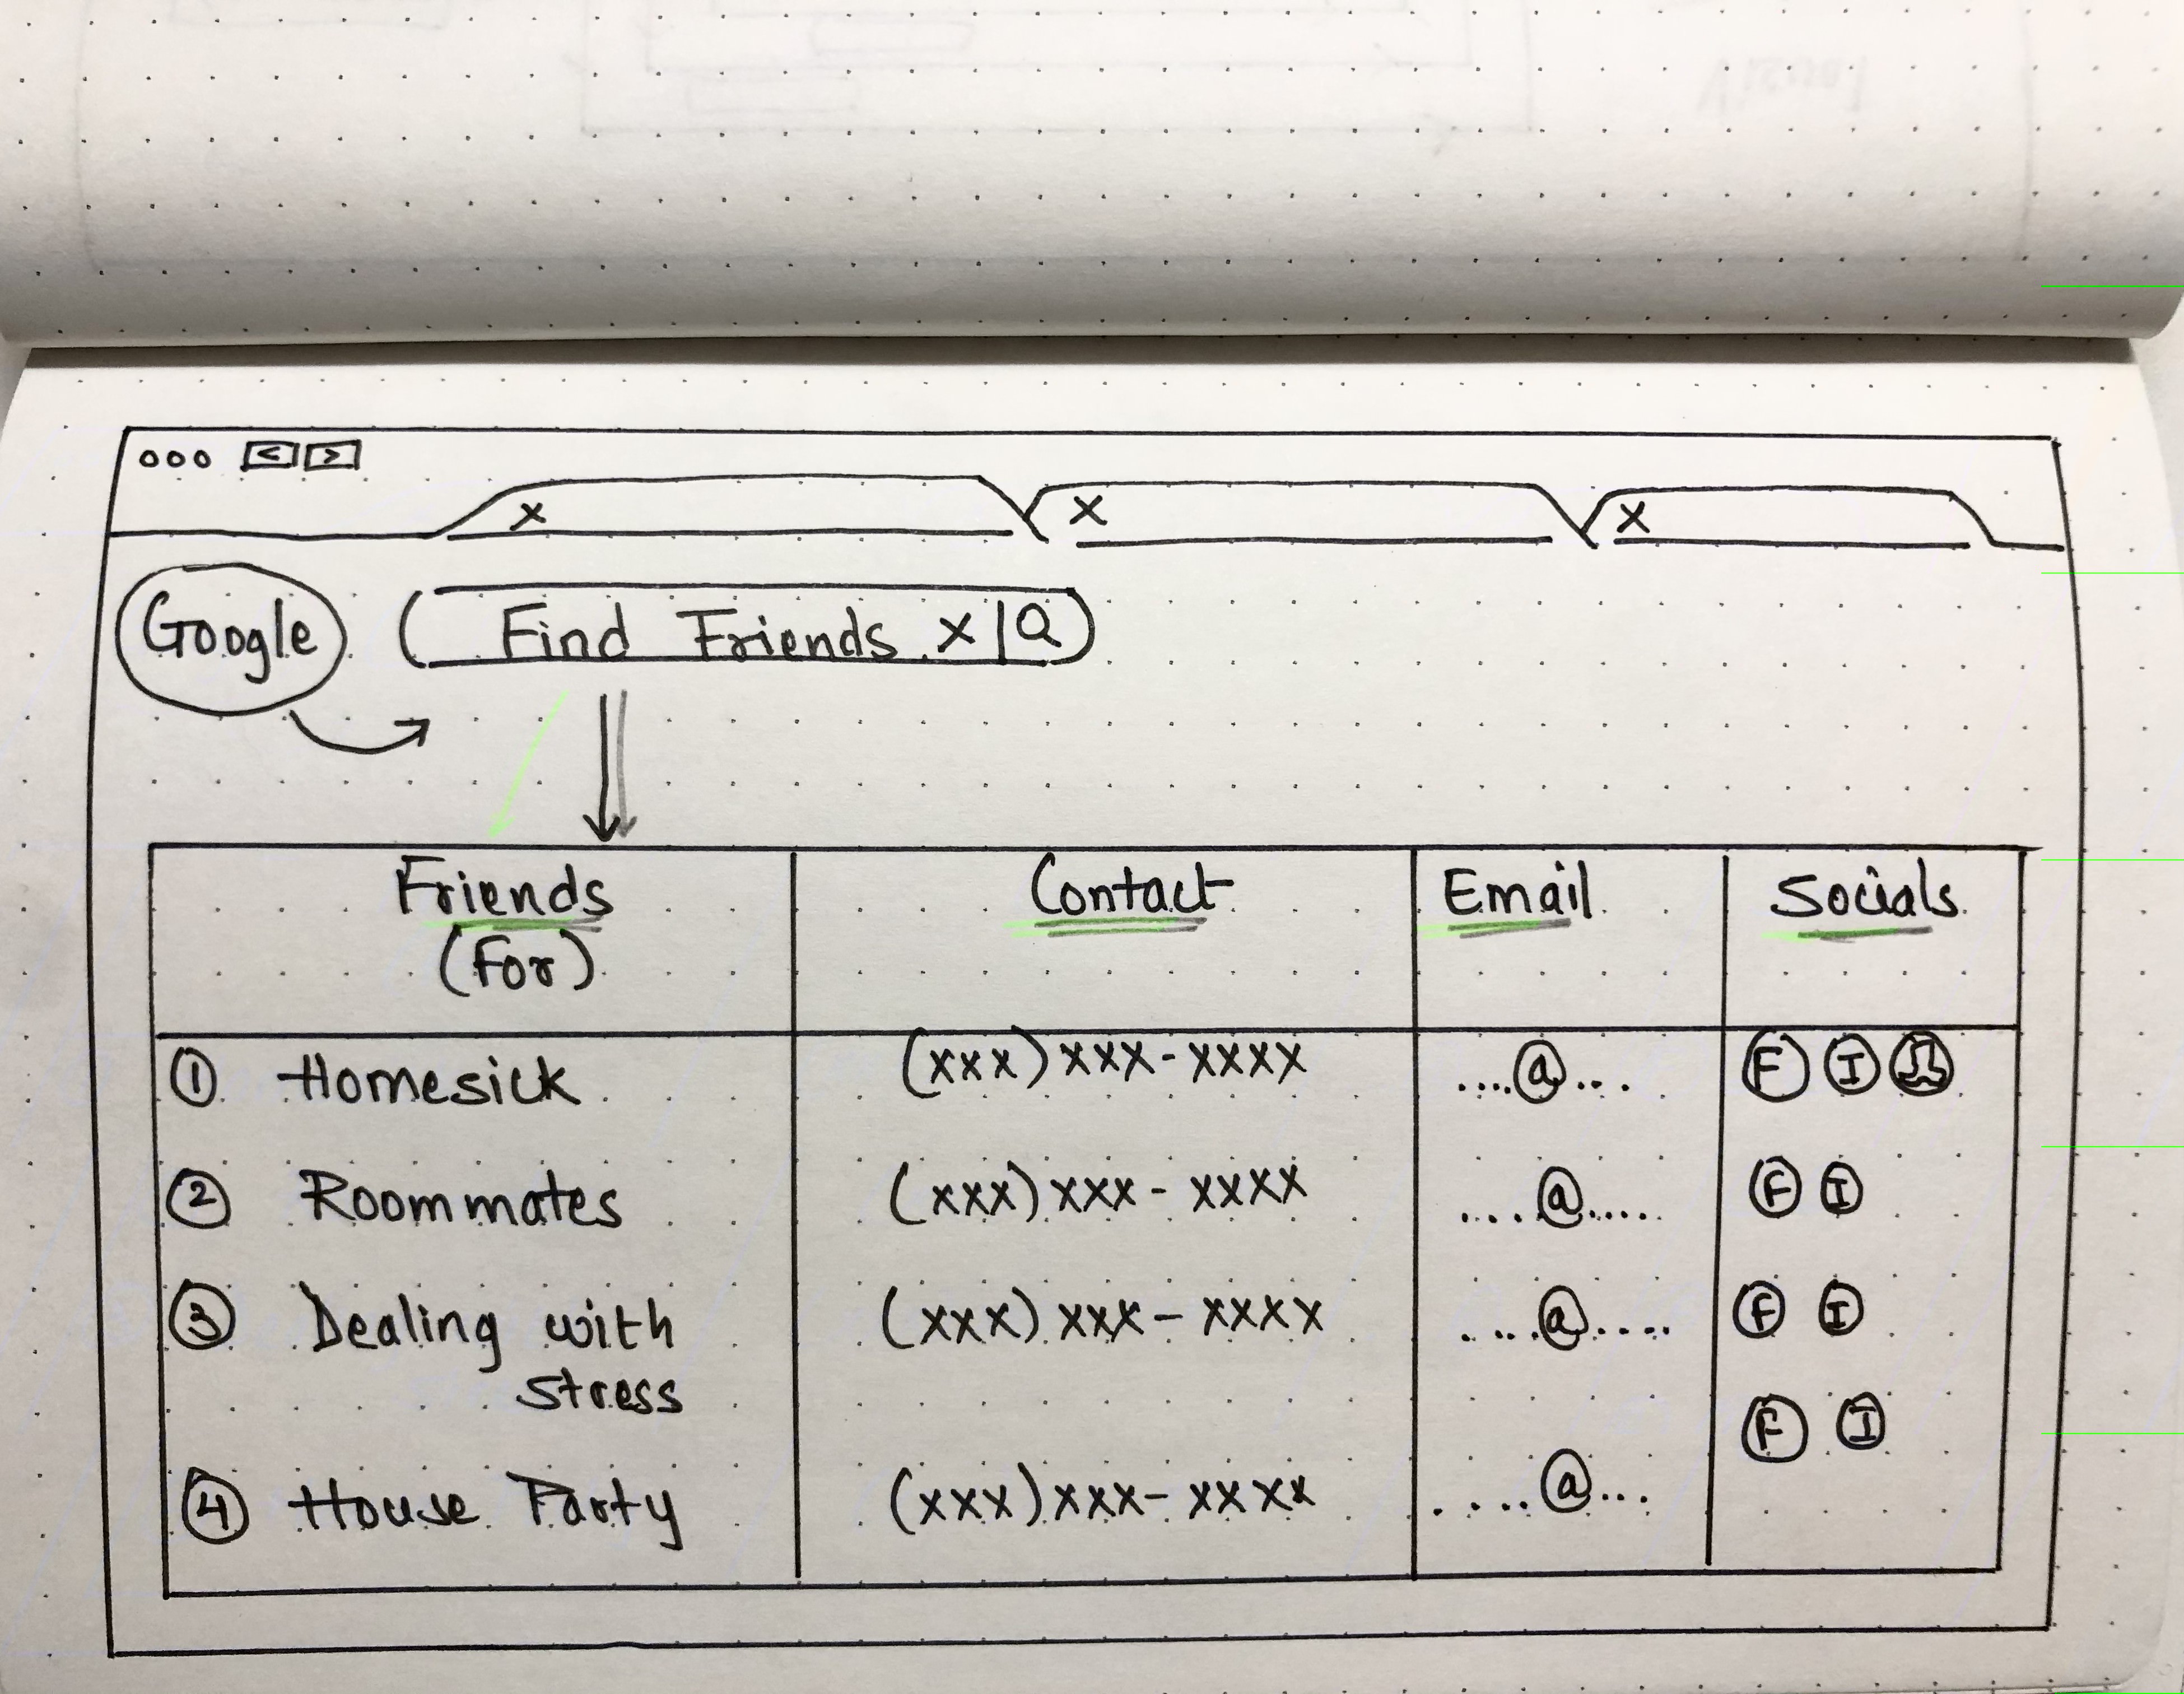 ooo < >
x x x
Google Find Friends x | Q
Friends Contact Email Socials
(For)
1 Homesick (xxx) xxx-xxxx ....@... F I
2 Roommates (xxx) xxx-xxxx ....@..... F I
3 Dealing with (xxx) xxx-xxxx ....@.... F I
stress
F I
4 House Party (xxx) xxx-xxxx ....@...